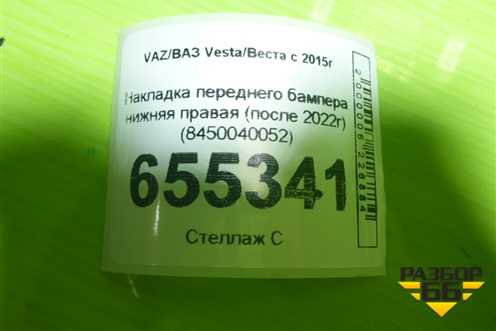 VAZ/ВАЗ Vesta/Веста с 2015г
Накладка переднего бампера
нижняя правая (после 2022г)
(8450040052)
655341
Стеллаж С
2000006226884
РАЗБОР
66